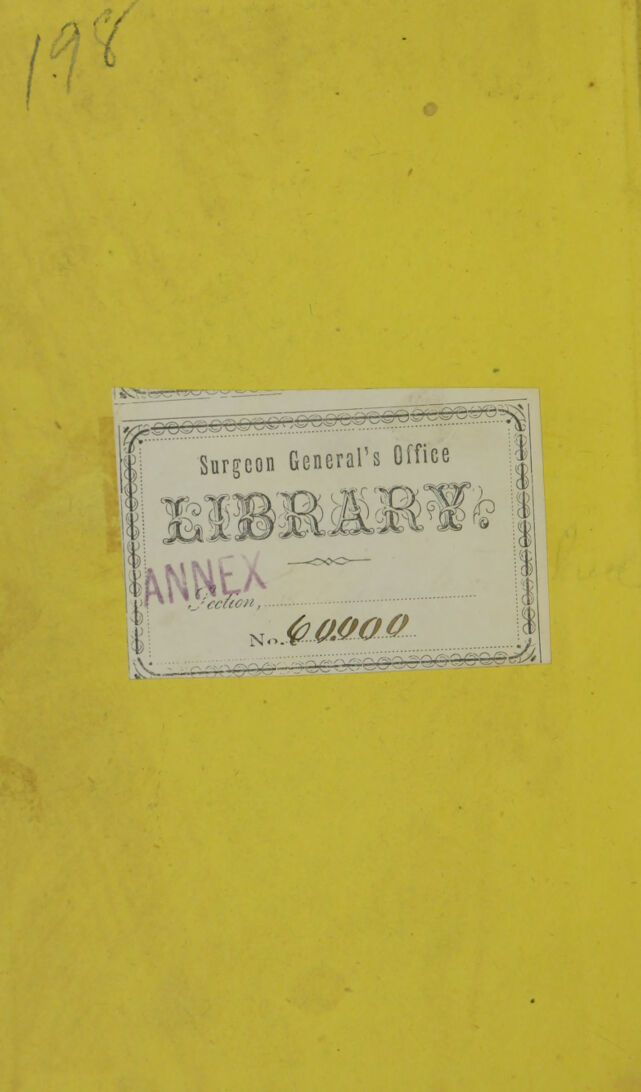 198
Surgeon General's Office
LIBRARY.
ANNEX
Section,
No. 60000